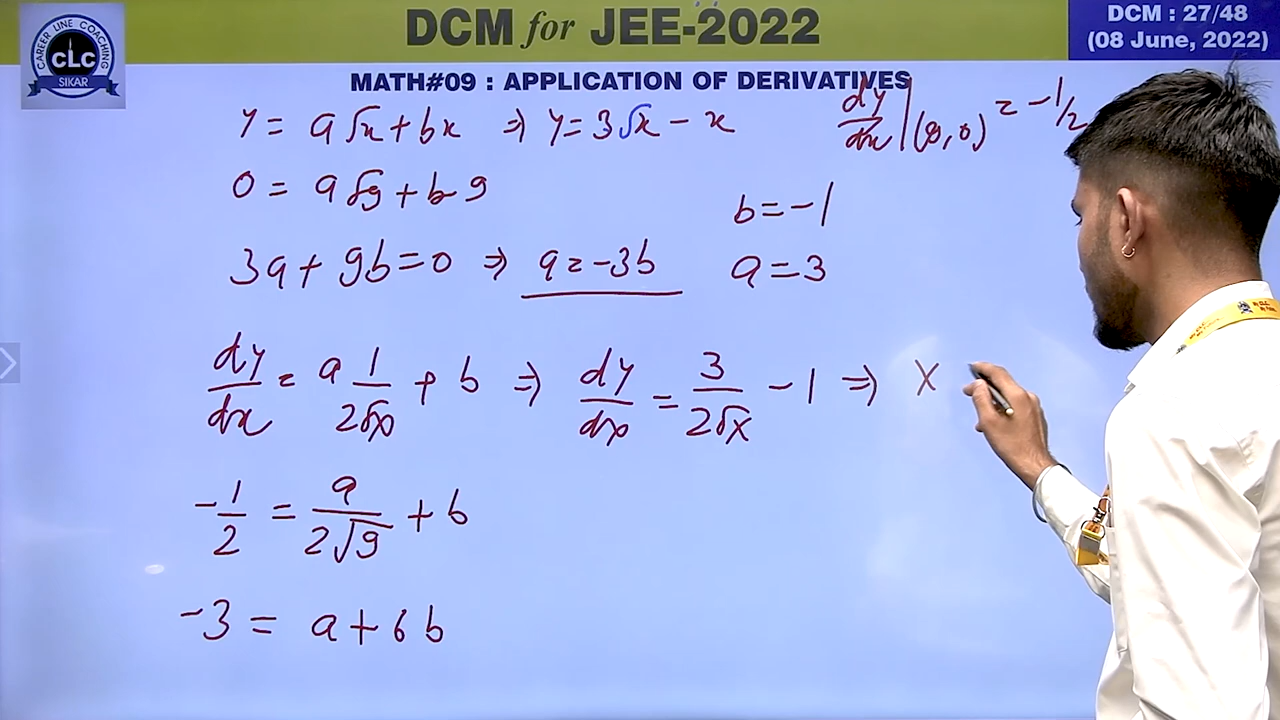 DCM for JEE-2022
DCM : 27/48
(08 June, 2022)
CAREER LINE COACHING
CLC
SIKAR
MATH#09 : APPLICATION OF DERIVATIVES
y = a√x + bx ⇒ y = 3√x − x
dy/dx|(9,0) = −1/2
0 = a√9 + b9
b = −1
3a + 9b = 0 ⇒ a = −3b
a = 3
dy/dx = a 1/2√x + b ⇒ dy/dx = 3/2√x − 1 ⇒ x
−1/2 = a/2√9 + b
−3 = a + 6b